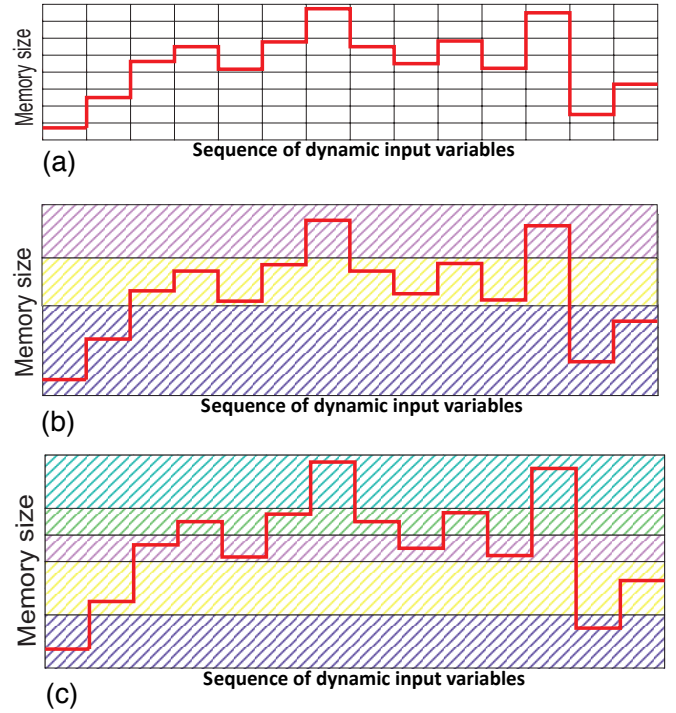 Memory size
Sequence of dynamic input variables
(a)
Memory size
Sequence of dynamic input variables
(b)
Memory size
Sequence of dynamic input variables
(c)